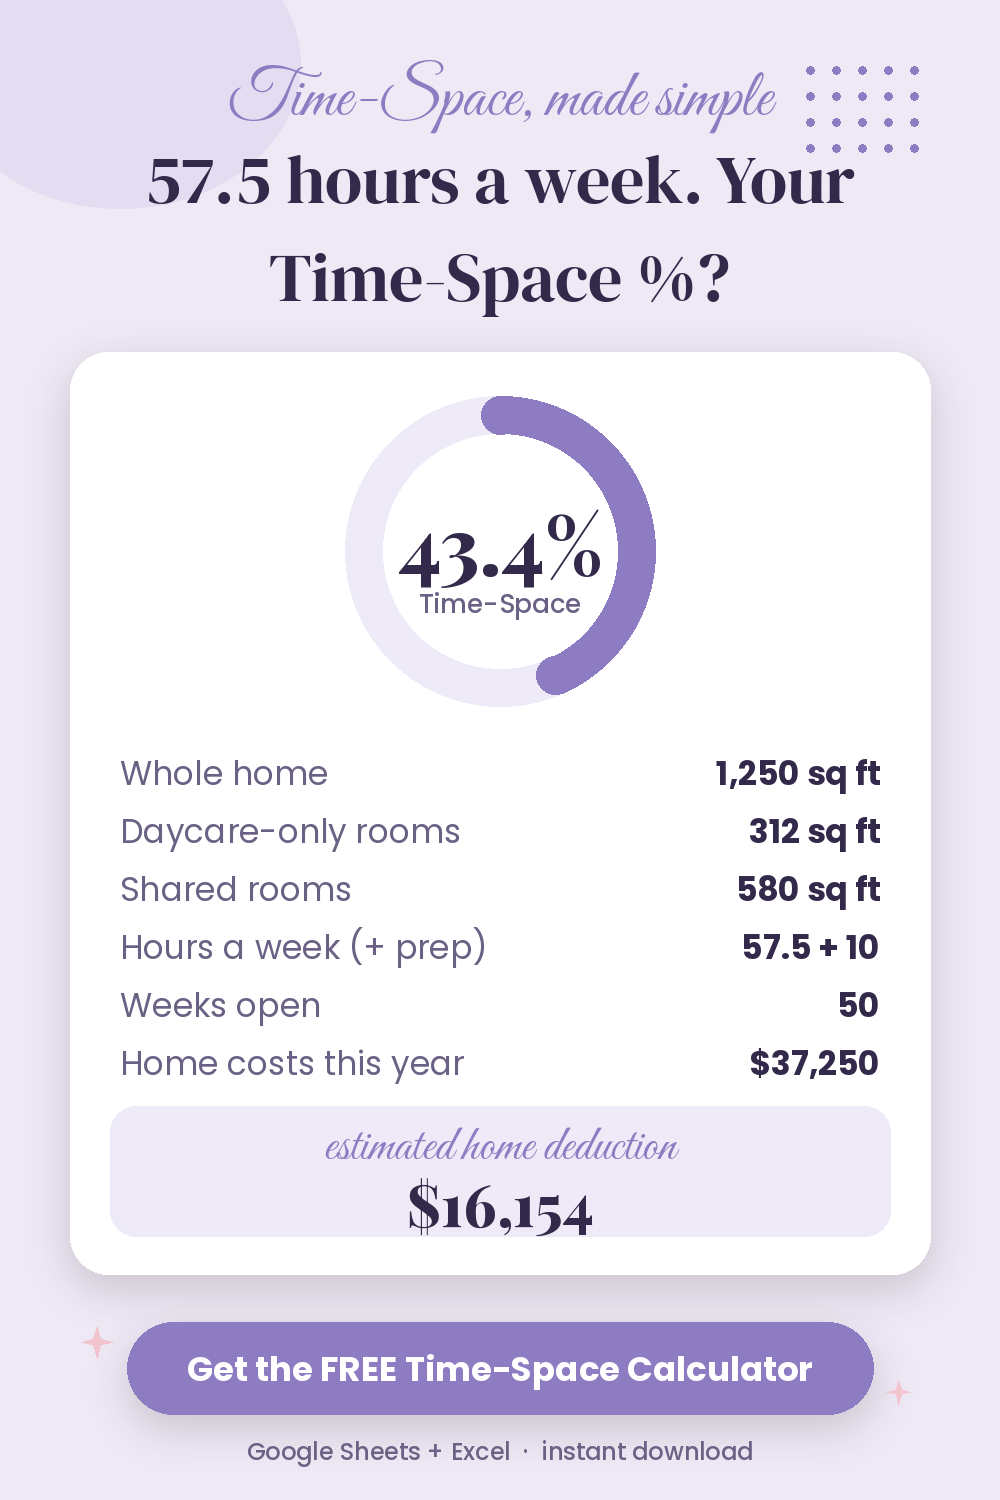 Time-Space, made simple
57.5 hours a week. Your
Time-Space %?
43.4%
Time-Space
Whole home 1,250 sq ft
Daycare-only rooms 312 sq ft
Shared rooms 580 sq ft
Hours a week (+ prep) 57.5 + 10
Weeks open 50
Home costs this year $37,250
estimated home deduction
$16,154
Get the FREE Time-Space Calculator
Google Sheets + Excel · instant download